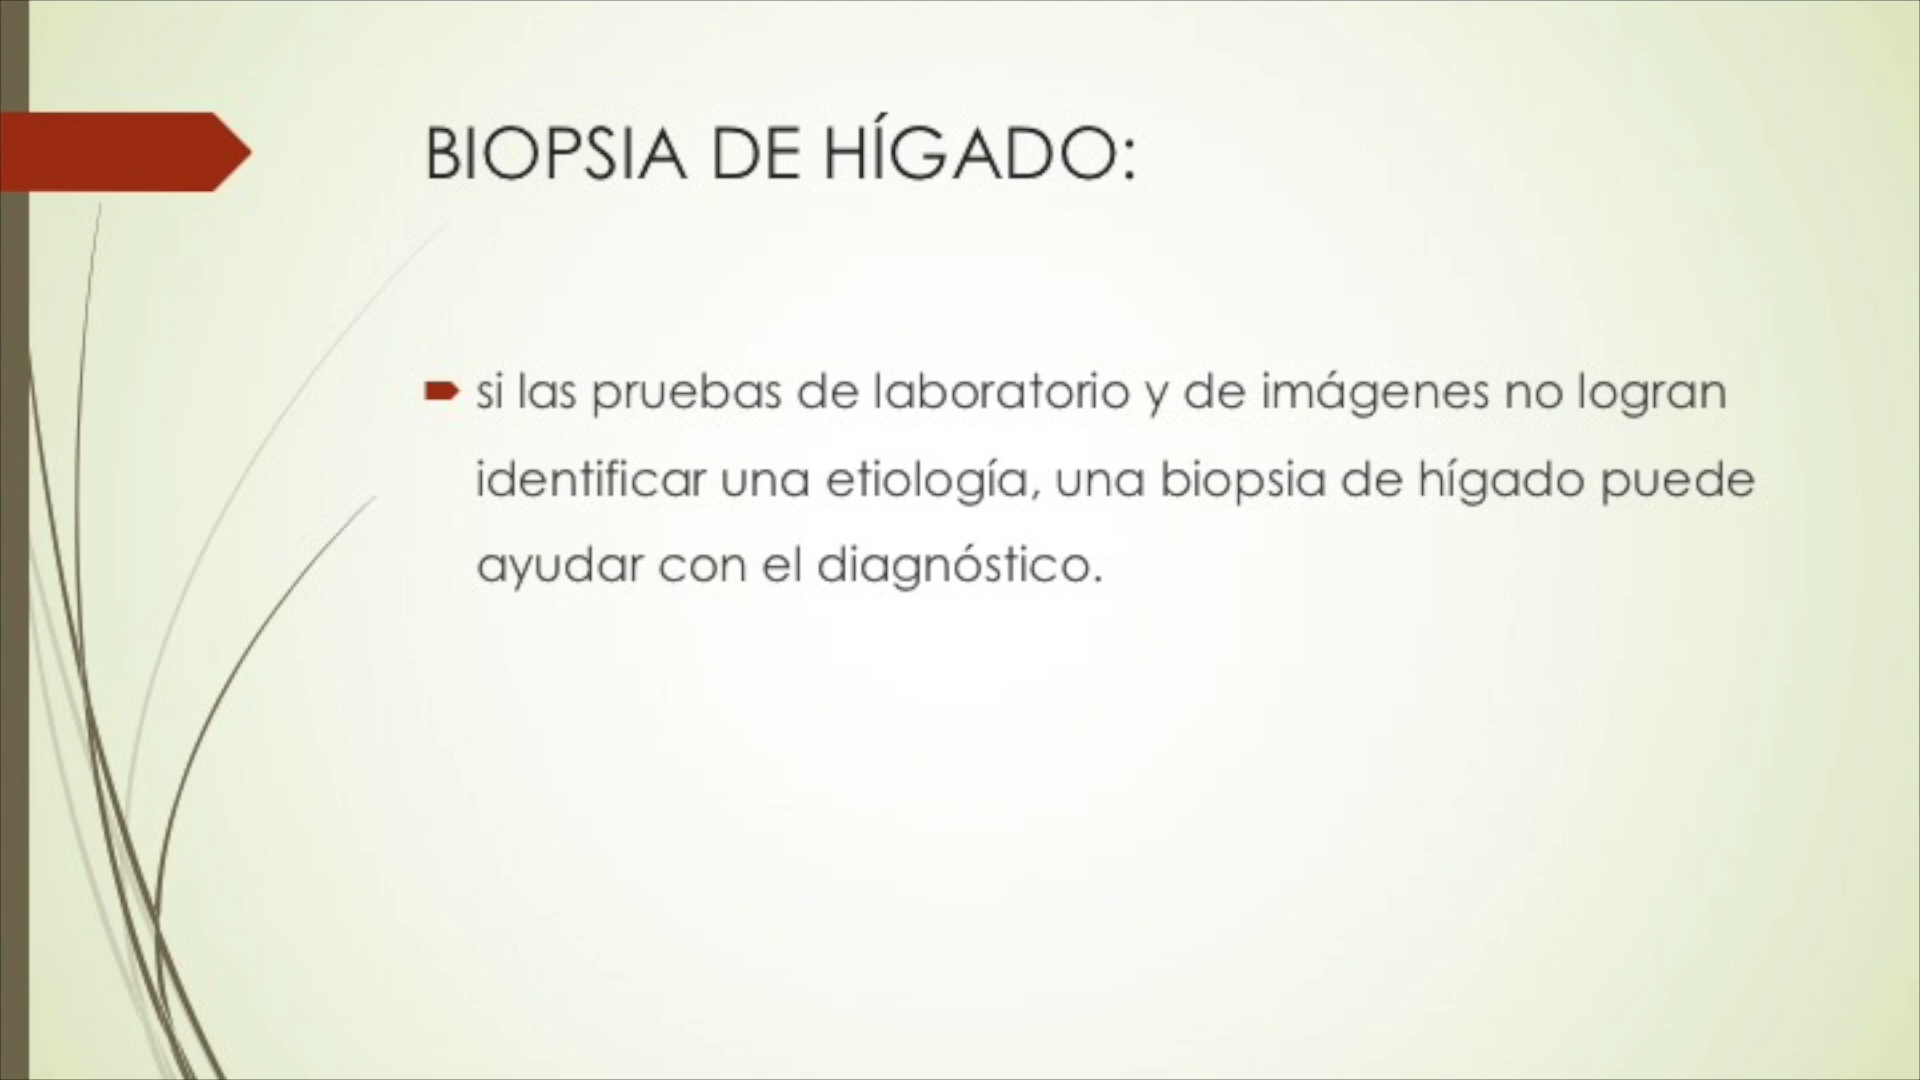 BIOPSIA DE HÍGADO:
si las pruebas de laboratorio y de imágenes no logran
identificar una etiología, una biopsia de hígado puede
ayudar con el diagnóstico.